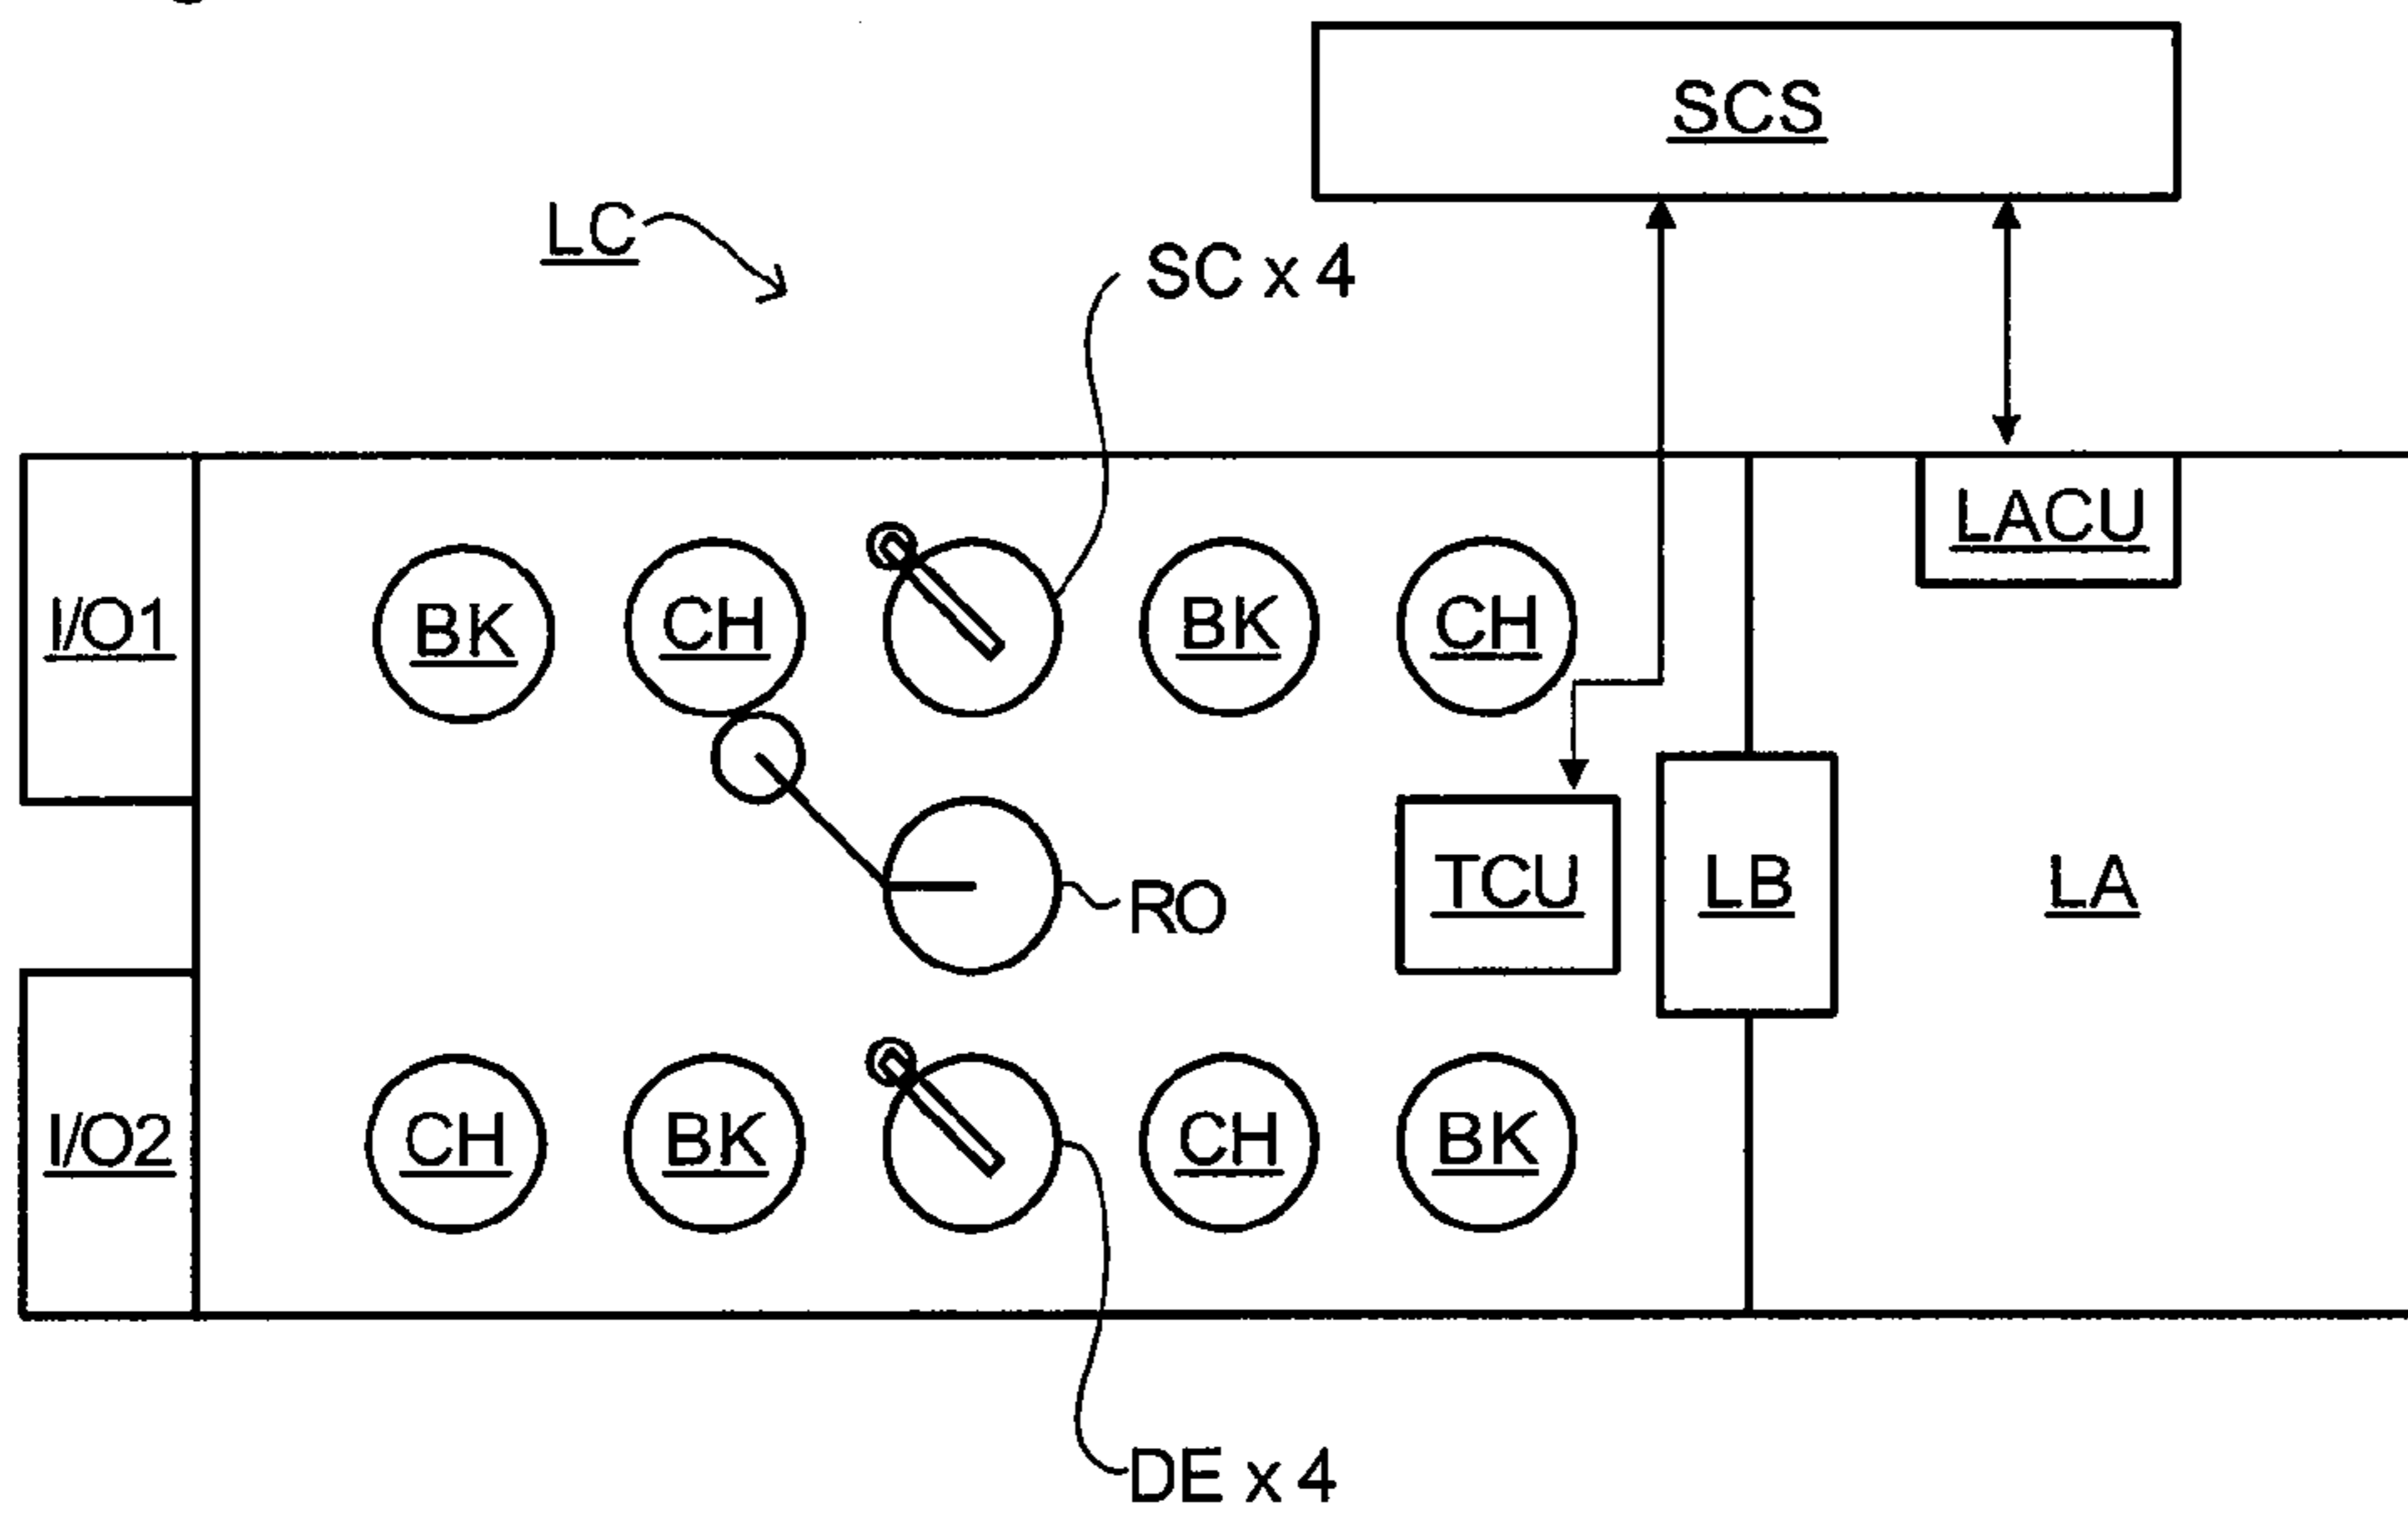 SCS
LC
SC x 4
LACU
I/O1
BK
CH
BK
CH
RO
TCU
LB
LA
I/O2
CH
BK
CH
BK
DE x 4